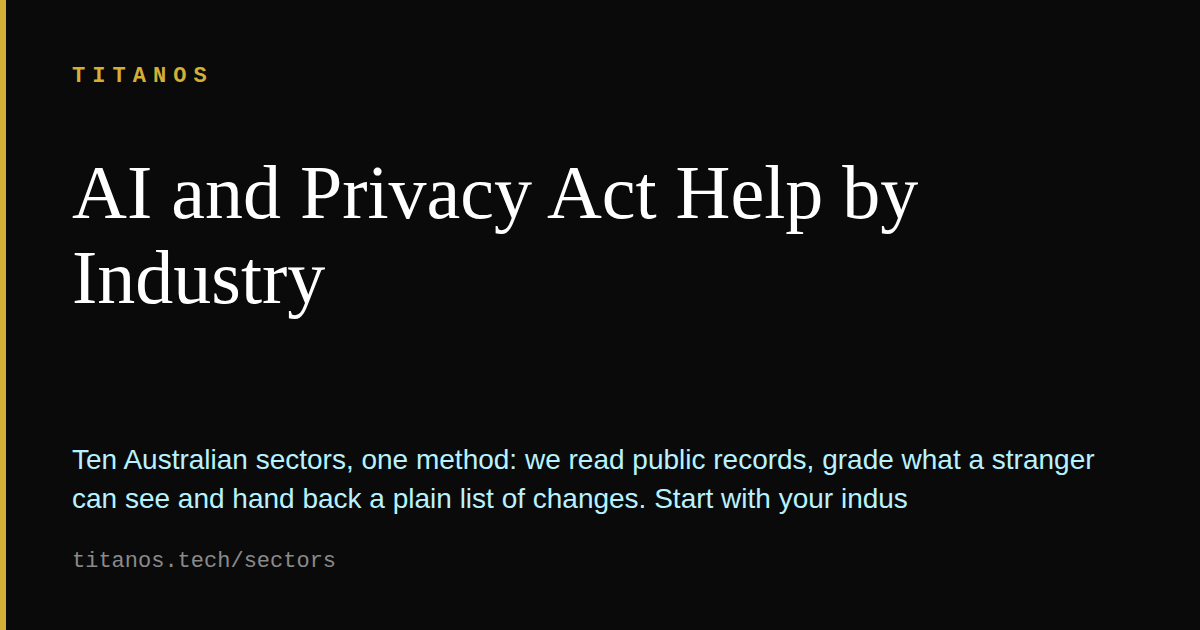 TITANOS
AI and Privacy Act Help by
Industry
Ten Australian sectors, one method: we read public records, grade what a stranger
can see and hand back a plain list of changes. Start with your indus
titanos.tech/sectors